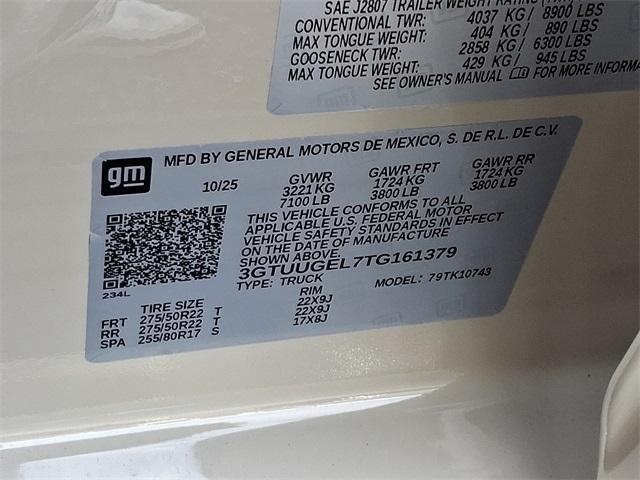 SAE J2807 TRAILER WEIGHT RATING
CONVENTIONAL TWR: 4037 KG / 8900 LBS
MAX TONGUE WEIGHT: 404 KG / 890 LBS
GOOSENECK TWR: 2858 KG / 6300 LBS
MAX TONGUE WEIGHT: 429 KG / 945 LBS
SEE OWNER'S MANUAL FOR MORE INFORMA
gm
MFD BY GENERAL MOTORS DE MEXICO, S. DE R.L. DE C.V.
10/25 GVWR GAWR FRT GAWR RR
3221 KG 1724 KG 1724 KG
7100 LB 3800 LB 3800 LB
THIS VEHICLE CONFORMS TO ALL
APPLICABLE U.S. FEDERAL MOTOR
VEHICLE SAFETY STANDARDS IN EFFECT
ON THE DATE OF MANUFACTURE
SHOWN ABOVE.
3GTUUGEL7TG161379
TYPE: TRUCK MODEL: 79TK10743
234L
TIRE SIZE RIM
FRT 275/50R22 T 22X9J
RR 275/50R22 T 22X9J
SPA 255/80R17 S 17X8J